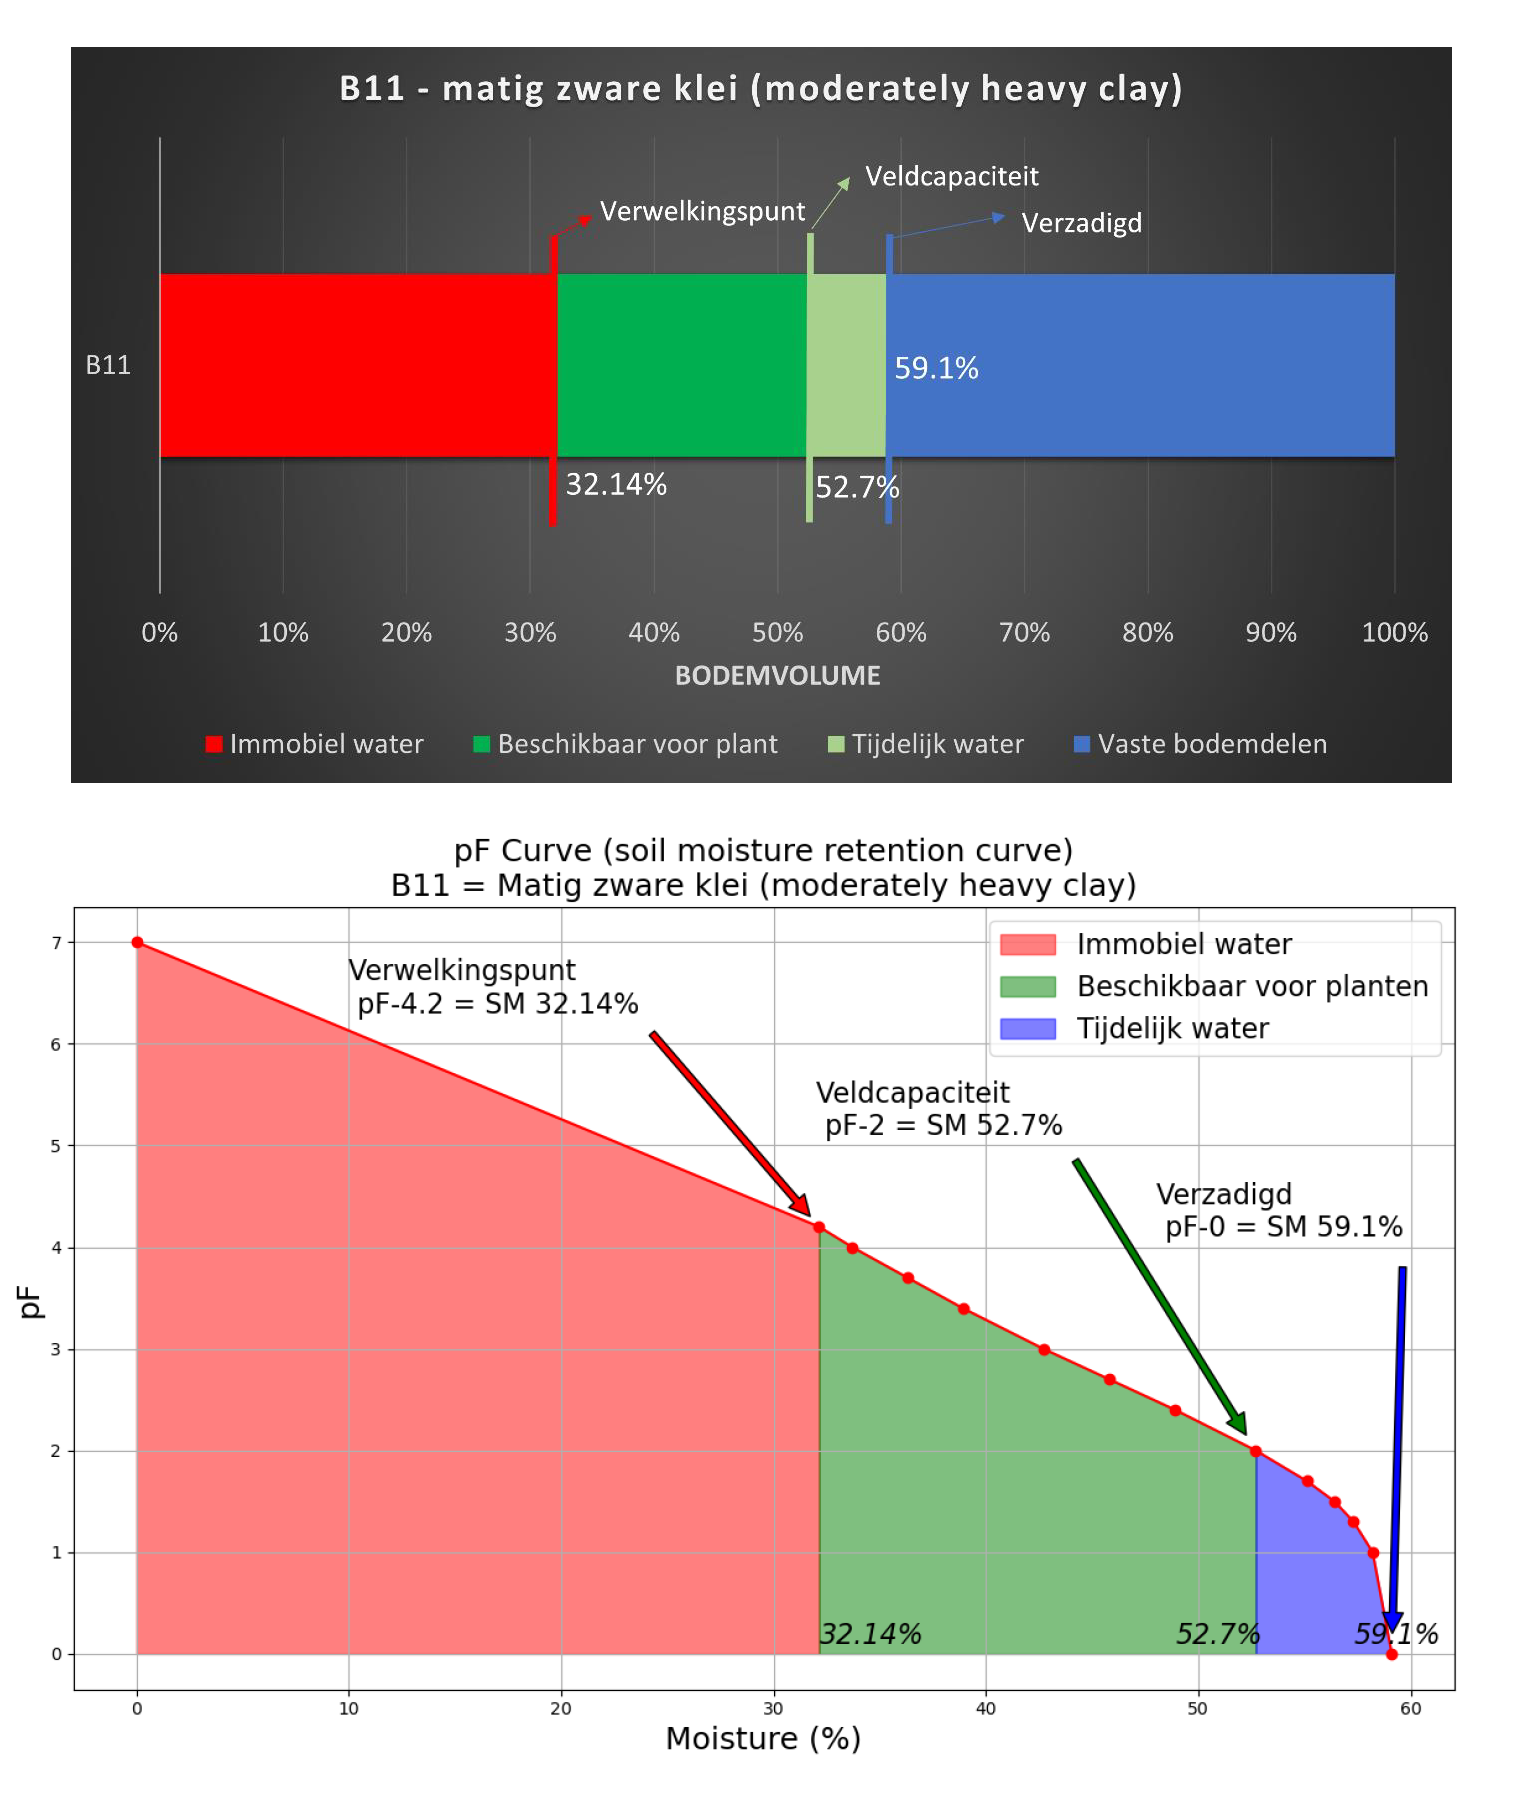 B11 - matig zware klei (moderately heavy clay)
Veldcapaciteit
Verwelkingspunt
Verzadigd
B11
59.1%
32.14%
52.7%
0% 10% 20% 30% 40% 50% 60% 70% 80% 90% 100%
BODEMVOLUME
Immobiel water Beschikbaar voor plant Tijdelijk water Vaste bodemdelen
pF Curve (soil moisture retention curve)
B11 = Matig zware klei (moderately heavy clay)
Immobiel water
Beschikbaar voor planten
Tijdelijk water
Verwelkingspunt
pF-4.2 = SM 32.14%
Veldcapaciteit
pF-2 = SM 52.7%
Verzadigd
pF-0 = SM 59.1%
7
6
5
4
3
2
1
0
pF
32.14% 52.7% 59.1%
0 10 20 30 40 50 60
Moisture (%)